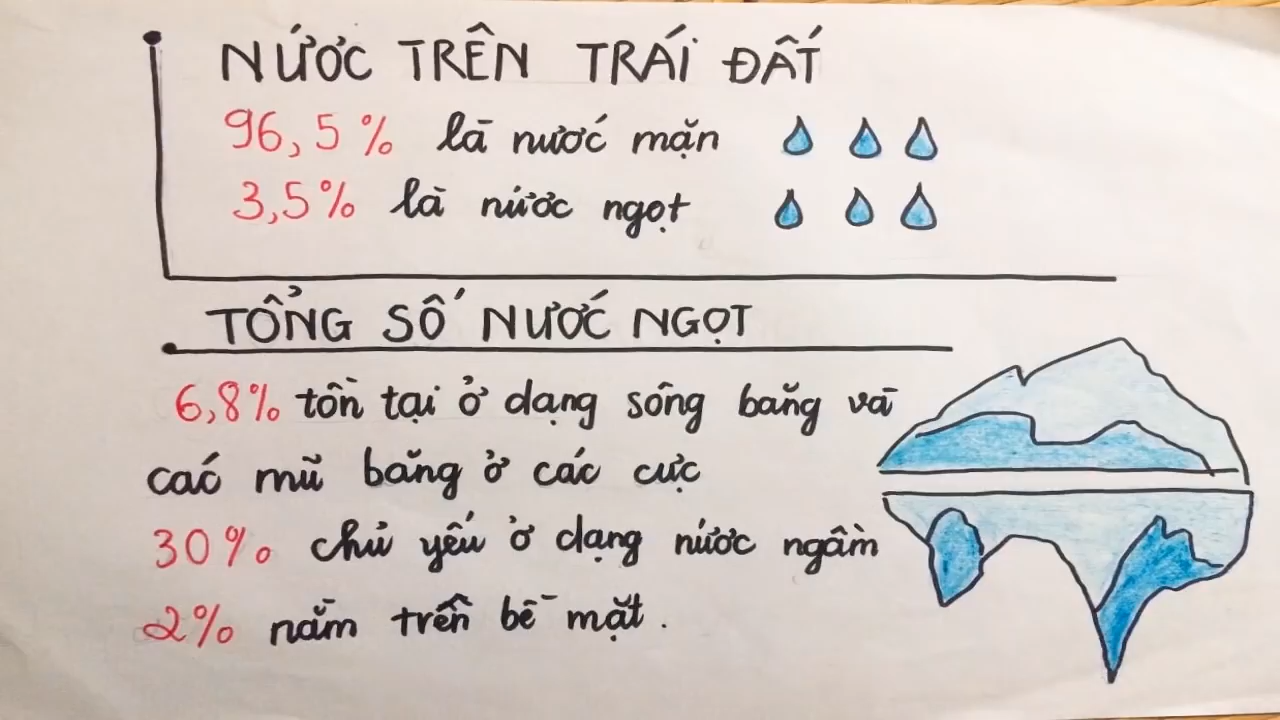 NƯỚC TRÊN TRÁI ĐẤT
96,5% là nước mặn
3,5% là nước ngọt
TỔNG SỐ NƯỚC NGỌT
6,8% tồn tại ở dạng sông băng và
các mũ băng ở các cực
30% chủ yếu ở dạng nước ngầm
2% nằm trên bề mặt.